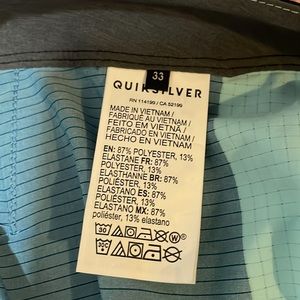 33
QUIKSILVER
RN 114199 / CA 52199
MADE IN VIETNAM /
FABRIQUÉ AU VIETNAM /
FEITO EM VIETNÃ /
FABRICADO EN VIETNAM /
HECHO EN VIETNAM
EN: 87% POLYESTER, 13%
ELASTANE FR: 87%
POLYESTER, 13%
ELASTHANNE BR: 87%
POLIÉSTER, 13%
ELASTANO ES: 87%
POLIÉSTER, 13%
ELASTANO MX: 87%
poliéster, 13% elastano
30
W